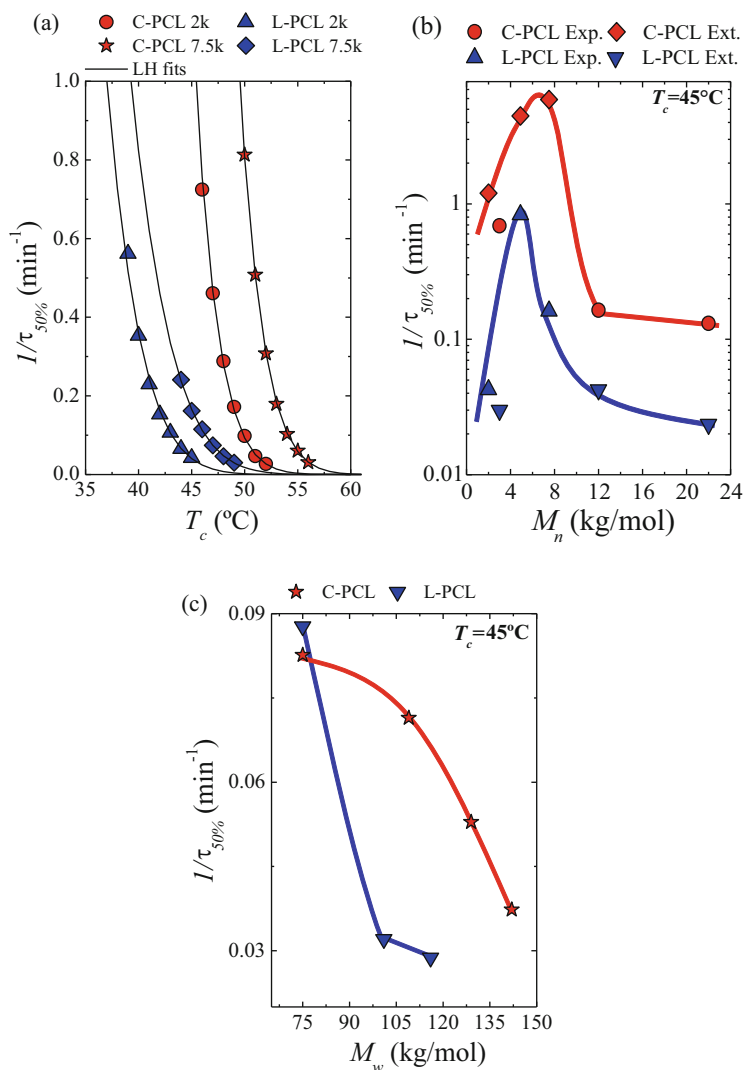 (a)
C-PCL 2k L-PCL 2k
C-PCL 7.5k L-PCL 7.5k
LH fits
1.0
0.8
0.6
0.4
0.2
0.0
1/τ50% (min-1)
35 40 45 50 55 60
Tc (ºC)
(b)
C-PCL Exp. C-PCL Ext.
L-PCL Exp. L-PCL Ext.
Tc=45°C
1
0.1
0.01
1/τ50% (min-1)
0 4 8 12 16 20 24
Mn (kg/mol)
(c)
C-PCL L-PCL
Tc=45ºC
0.09
0.06
0.03
1/τ50% (min-1)
75 90 105 120 135 150
Mw (kg/mol)